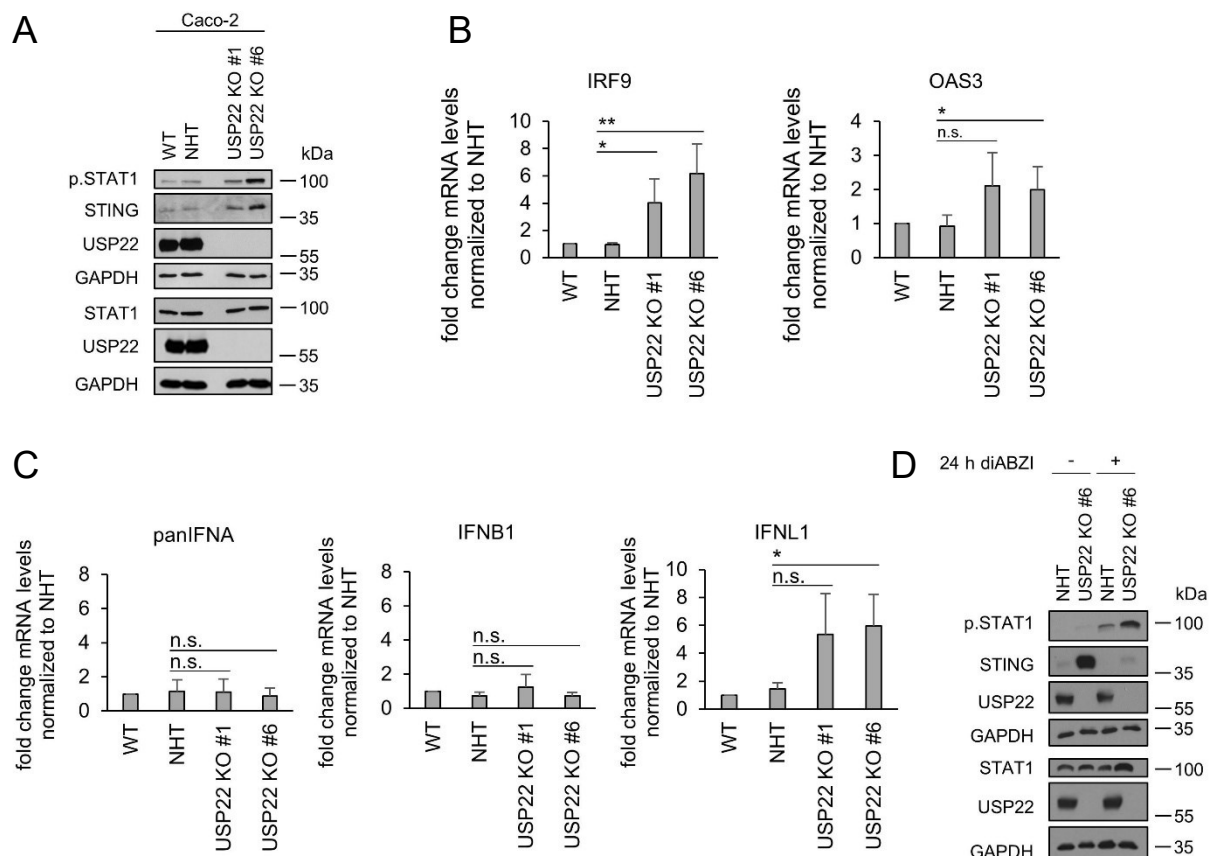 A
Caco-2
WT
NHT
USP22 KO #1
USP22 KO #6
kDa
p.STAT1
100
STING
35
USP22
55
GAPDH
35
STAT1
100
USP22
55
GAPDH
35
B
IRF9
fold change mRNA levels
normalized to NHT
10
8
6
4
2
0
**
*
WT
NHT
USP22 KO #1
USP22 KO #6
OAS3
fold change mRNA levels
normalized to NHT
4
3
2
1
0
*
n.s.
WT
NHT
USP22 KO #1
USP22 KO #6
C
panIFNA
fold change mRNA levels
normalized to NHT
8
6
4
2
0
n.s.
n.s.
WT
NHT
USP22 KO #1
USP22 KO #6
IFNB1
fold change mRNA levels
normalized to NHT
8
6
4
2
0
n.s.
n.s.
WT
NHT
USP22 KO #1
USP22 KO #6
IFNL1
fold change mRNA levels
normalized to NHT
10
8
6
4
2
0
*
n.s.
WT
NHT
USP22 KO #1
USP22 KO #6
D
24 h diABZI - +
NHT
USP22 KO #6
NHT
USP22 KO #6
kDa
p.STAT1
100
STING
35
USP22
55
GAPDH
35
STAT1
100
USP22
55
GAPDH
35